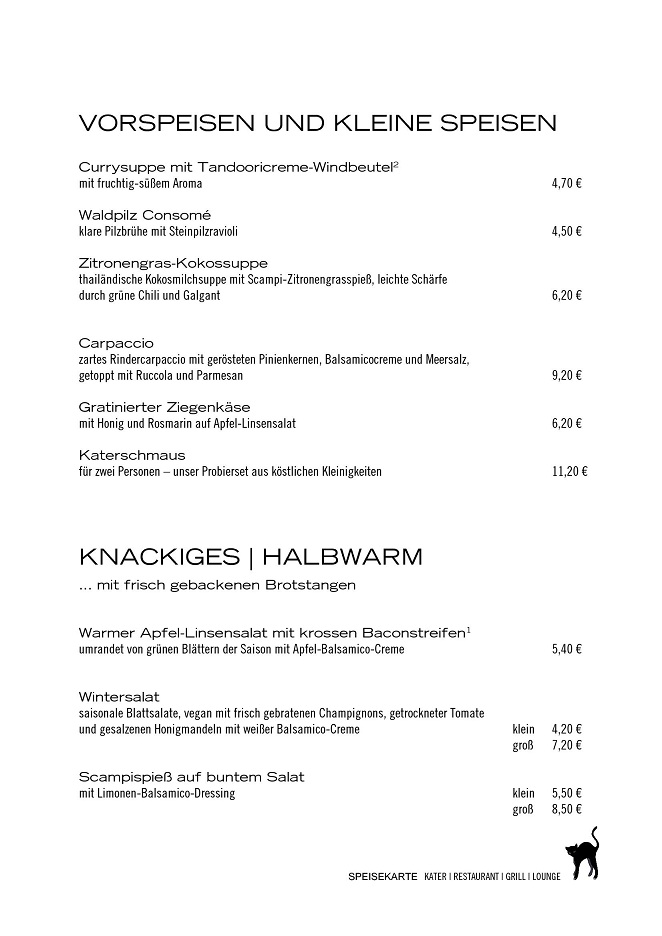 VORSPEISEN UND KLEINE SPEISEN
Currysuppe mit Tandooricreme-Windbeutel²
mit fruchtig-süßem Aroma 4,70 €
Waldpilz Consomé
klare Pilzbrühe mit Steinpilzravioli 4,50 €
Zitronengras-Kokossuppe
thailändische Kokosmilchsuppe mit Scampi-Zitronengrasspieß, leichte Schärfe
durch grüne Chili und Galgant 6,20 €
Carpaccio
zartes Rindercarpaccio mit gerösteten Pinienkernen, Balsamicocreme und Meersalz,
getoppt mit Ruccola und Parmesan 9,20 €
Gratinierter Ziegenkäse
mit Honig und Rosmarin auf Apfel-Linsensalat 6,20 €
Katerschmaus
für zwei Personen – unser Probierset aus köstlichen Kleinigkeiten 11,20 €
KNACKIGES | HALBWARM
... mit frisch gebackenen Brotstangen
Warmer Apfel-Linsensalat mit krossen Baconstreifen¹
umrandet von grünen Blättern der Saison mit Apfel-Balsamico-Creme 5,40 €
Wintersalat
saisonale Blattsalate, vegan mit frisch gebratenen Champignons, getrockneter Tomate
und gesalzenen Honigmandeln mit weißer Balsamico-Creme klein 4,20 €
groß 7,20 €
Scampispieß auf buntem Salat
mit Limonen-Balsamico-Dressing klein 5,50 €
groß 8,50 €
SPEISEKARTE KATER | RESTAURANT | GRILL | LOUNGE